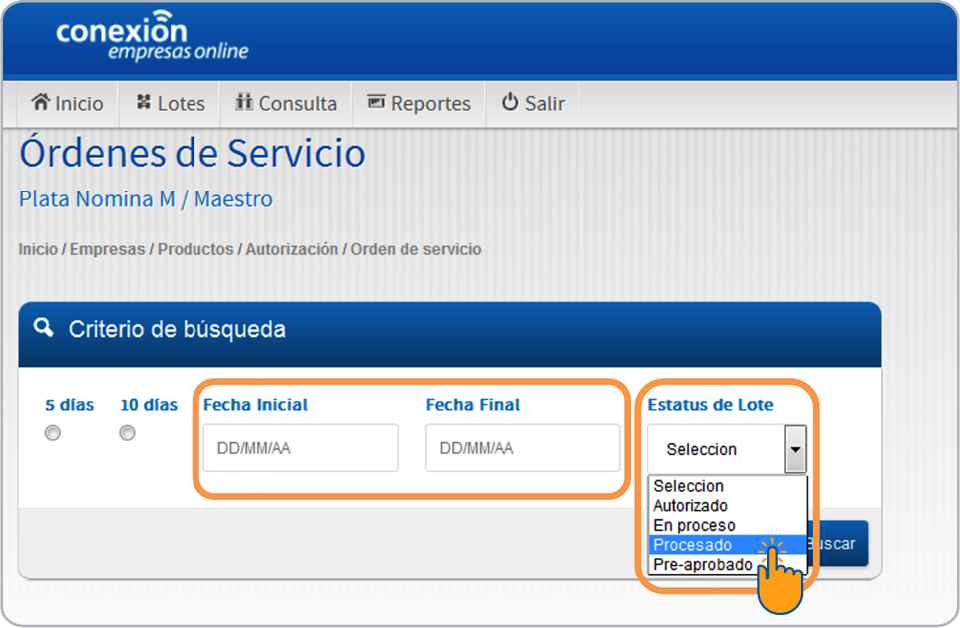 conexión
empresas online
Inicio Lotes Consulta Reportes Salir
Órdenes de Servicio
Plata Nomina M / Maestro
Inicio / Empresas / Productos / Autorización / Orden de servicio
Criterio de búsqueda
5 días 10 días Fecha Inicial Fecha Final Estatus de Lote
DD/MM/AA DD/MM/AA Seleccion
Seleccion
Autorizado
En proceso
Procesado Buscar
Pre-aprobado